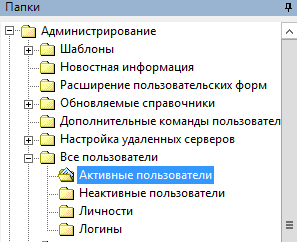 Папки
Администрирование
Шаблоны
Новостная информация
Расширение пользовательских форм
Обновляемые справочники
Дополнительные команды пользовател
Настройка удаленных серверов
Все пользователи
Активные пользователи
Неактивные пользователи
Личности
Логины